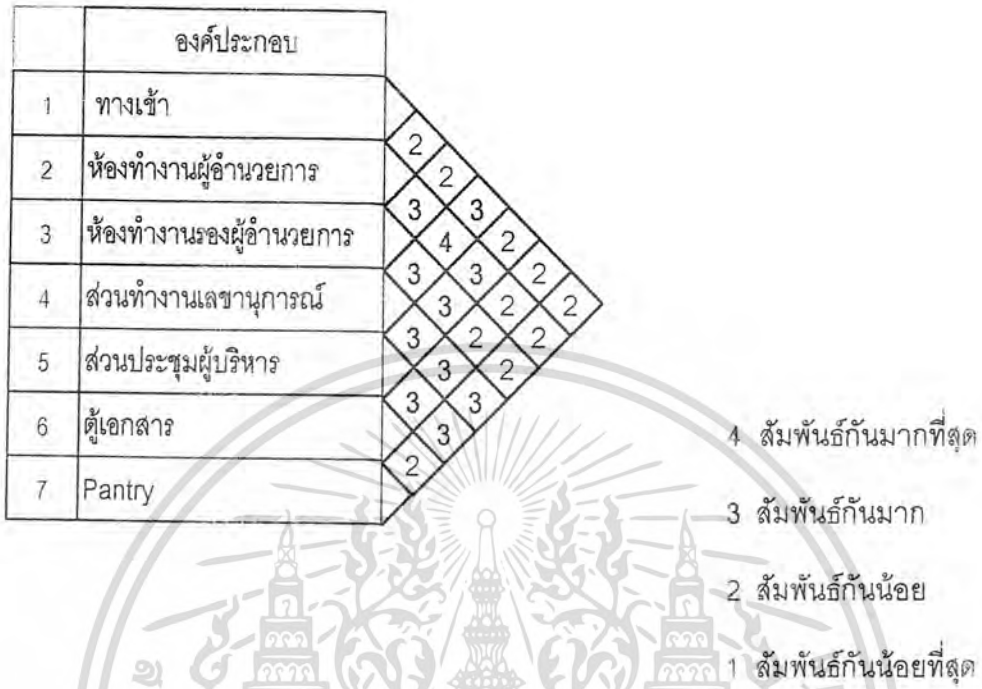 องค์ประกอบ
1 ทางเข้า
2
2 ห้องทำงานผู้อำนวยการ
2
3 3
3 ห้องทำงานรองผู้อำนวยการ
4 2
3 3 2
4 ส่วนทำงานเลขานุการณ์
3 2 2
3 2 2
5 ส่วนประชุมผู้บริหาร
3 2
3 3
6 ตู้เอกสาร
3
2
7 Pantry
4 สัมพันธ์กันมากที่สุด
3 สัมพันธ์กันมาก
2 สัมพันธ์กันน้อย
1 สัมพันธ์กันน้อยที่สุด